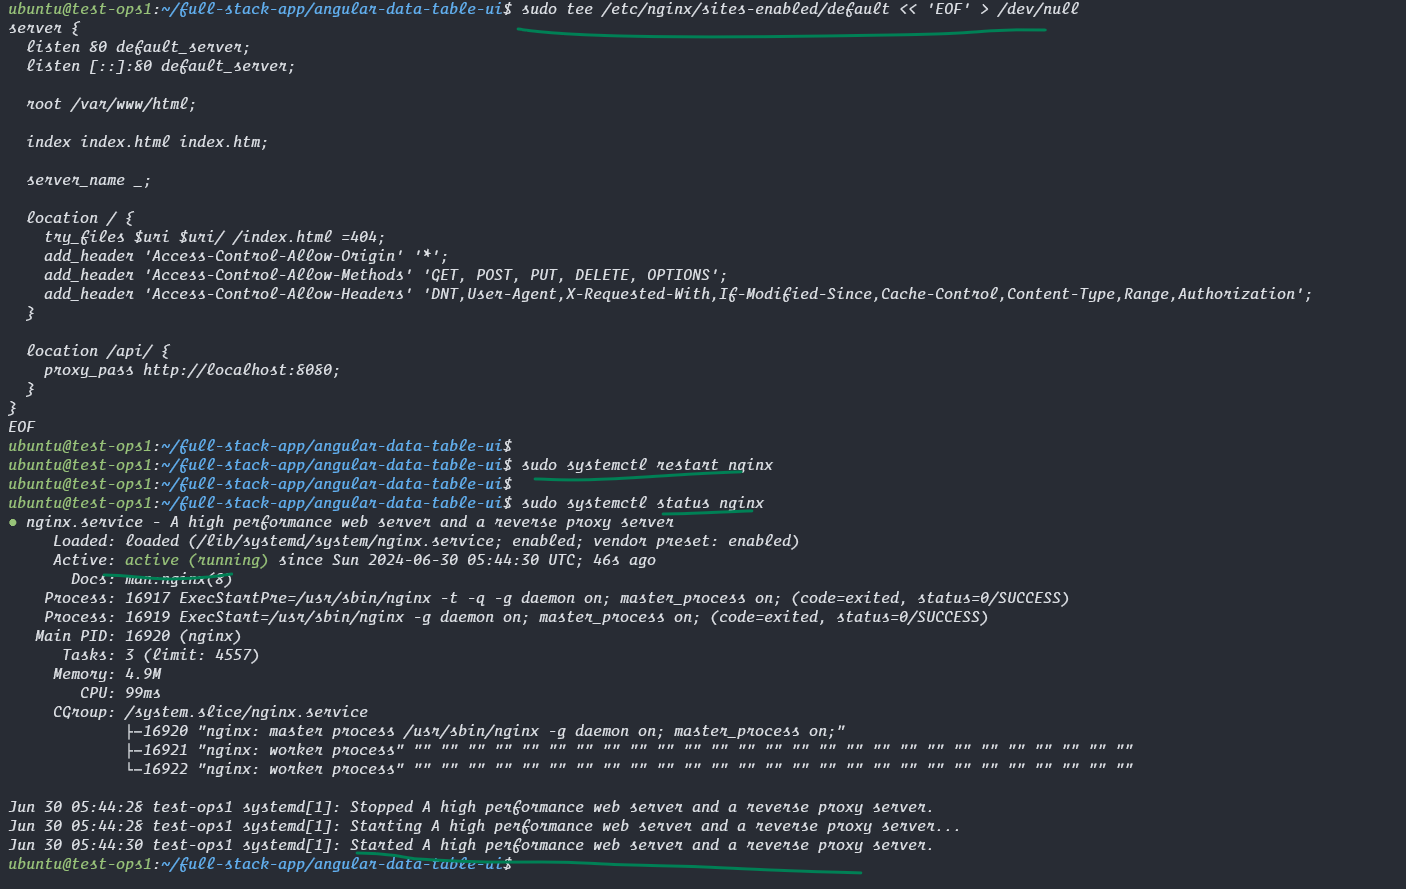 ubuntu@test-ops1:~/full-stack-app/angular-data-table-ui$ sudo tee /etc/nginx/sites-enabled/default << 'EOF' > /dev/null
server {
  listen 80 default_server;
  listen [::]:80 default_server;

  root /var/www/html;

  index index.html index.htm;

  server_name _;

  location / {
    try_files $uri $uri/ /index.html =404;
    add_header 'Access-Control-Allow-Origin' '*';
    add_header 'Access-Control-Allow-Methods' 'GET, POST, PUT, DELETE, OPTIONS';
    add_header 'Access-Control-Allow-Headers' 'DNT,User-Agent,X-Requested-With,If-Modified-Since,Cache-Control,Content-Type,Range,Authorization';
  }

  location /api/ {
    proxy_pass http://localhost:8080;
  }
}
EOF
ubuntu@test-ops1:~/full-stack-app/angular-data-table-ui$
ubuntu@test-ops1:~/full-stack-app/angular-data-table-ui$ sudo systemctl restart nginx
ubuntu@test-ops1:~/full-stack-app/angular-data-table-ui$
ubuntu@test-ops1:~/full-stack-app/angular-data-table-ui$ sudo systemctl status nginx
● nginx.service - A high performance web server and a reverse proxy server
     Loaded: loaded (/lib/systemd/system/nginx.service; enabled; vendor preset: enabled)
     Active: active (running) since Sun 2024-06-30 05:44:30 UTC; 46s ago
       Docs: man:nginx(8)
    Process: 16917 ExecStartPre=/usr/sbin/nginx -t -q -g daemon on; master_process on; (code=exited, status=0/SUCCESS)
    Process: 16919 ExecStart=/usr/sbin/nginx -g daemon on; master_process on; (code=exited, status=0/SUCCESS)
   Main PID: 16920 (nginx)
      Tasks: 3 (limit: 4557)
     Memory: 4.9M
        CPU: 99ms
     CGroup: /system.slice/nginx.service
             ├─16920 "nginx: master process /usr/sbin/nginx -g daemon on; master_process on;"
             ├─16921 "nginx: worker process" "" "" "" "" "" "" "" "" "" "" "" "" "" "" "" "" "" "" "" "" "" "" "" "" "" "" ""
             └─16922 "nginx: worker process" "" "" "" "" "" "" "" "" "" "" "" "" "" "" "" "" "" "" "" "" "" "" "" "" "" "" ""

Jun 30 05:44:28 test-ops1 systemd[1]: Stopped A high performance web server and a reverse proxy server.
Jun 30 05:44:28 test-ops1 systemd[1]: Starting A high performance web server and a reverse proxy server...
Jun 30 05:44:30 test-ops1 systemd[1]: Started A high performance web server and a reverse proxy server.
ubuntu@test-ops1:~/full-stack-app/angular-data-table-ui$